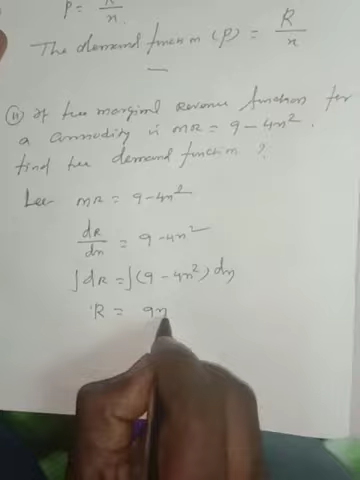 P = R/x
The demand function (P) = R/x
(11) If the marginal Revenue function for
a commodity is MR = 9 - 4x².
find the demand function ?
Let MR = 9 - 4x²
dR/dx = 9 - 4x²
∫dR = ∫(9 - 4x²) dx
R = 9x